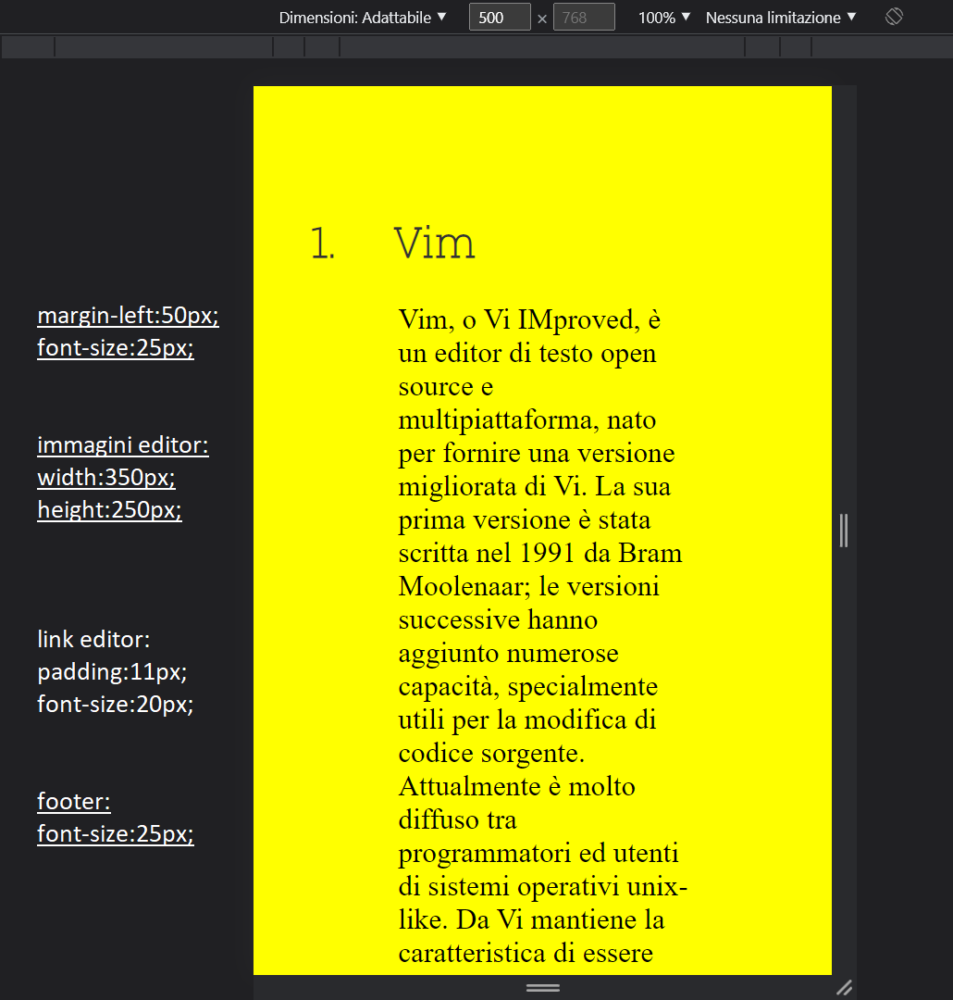 Dimensioni: Adattabile ▼ 500 × 768 100% ▼ Nessuna limitazione ▼
1. Vim
margin-left:50px;
font-size:25px;
immagini editor:
width:350px;
height:250px;
link editor:
padding:11px;
font-size:20px;
footer:
font-size:25px;
Vim, o Vi IMproved, è
un editor di testo open
source e
multipiattaforma, nato
per fornire una versione
migliorata di Vi. La sua
prima versione è stata
scritta nel 1991 da Bram
Moolenaar; le versioni
successive hanno
aggiunto numerose
capacità, specialmente
utili per la modifica di
codice sorgente.
Attualmente è molto
diffuso tra
programmatori ed utenti
di sistemi operativi unix-
like. Da Vi mantiene la
caratteristica di essere